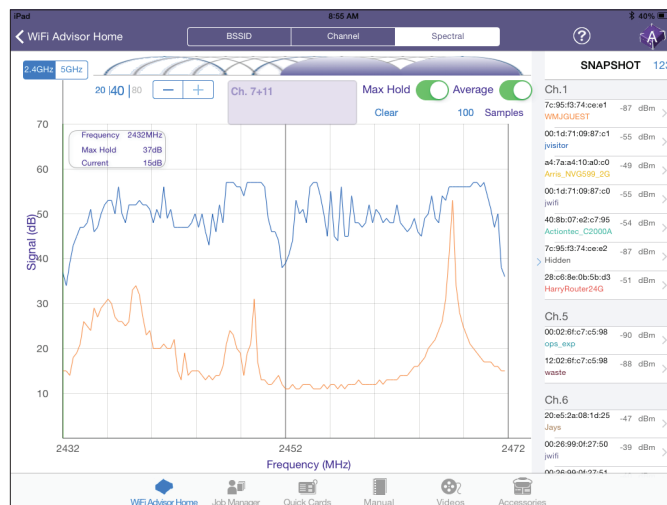 iPad 8:55 AM 40%
WiFi Advisor Home BSSID Channel Spectral ?
2.4GHz 5GHz SNAPSHOT 123
20 |40| 80 − + Ch. 7+11 Max Hold Average
Clear 100 Samples
Frequency 2432MHz
Max Hold 37dB
Current 15dB
Signal (dB)
70
60
50
40
30
20
10
2432 2452 2472
Frequency (MHz)
Ch.1
7c:95:f3:74:ce:e1 -87 dBm
WMJGUEST
00:1d:71:09:87:c1 -55 dBm
jvisitor
a4:7a:a4:10:a0:c0 -49 dBm
Arris_NVG599_2G
00:1d:71:09:87:c0 -55 dBm
jwifi
40:8b:07:e2:c7:95 -54 dBm
Actiontec_C2000A
7c:95:f3:74:ce:e2 -87 dBm
Hidden
28:c6:8e:0b:5b:d3 -51 dBm
HarryRouter24G
Ch.5
00:02:6f:c7:c5:98 -90 dBm
ops_exp
12:02:6f:c7:c5:98 -88 dBm
waste
Ch.6
20:e5:2a:08:1d:25 -47 dBm
Jays
00:26:99:0f:27:50 -39 dBm
jwifi
00:26:99:0f:27:51
WiFi Advisor Home Job Manager Quick Cards Manual Videos Accessories